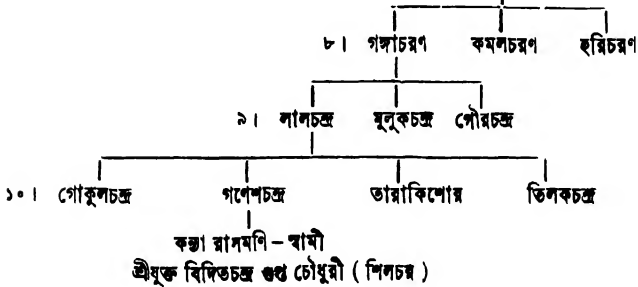 ৮। গঙ্গাচরণ কমলচরণ হরিচরণ
৯। লালচন্দ্র মুলুকচন্দ্র গৌরচন্দ্র
১০। গোকুলচন্দ্র গণেশচন্দ্র তারাকিশোর তিলকচন্দ্র
কন্যা রাসমণি – স্বামী
শ্রীযুক্ত বিদিতচন্দ্র গুপ্ত চৌধুরী ( শিলচর )